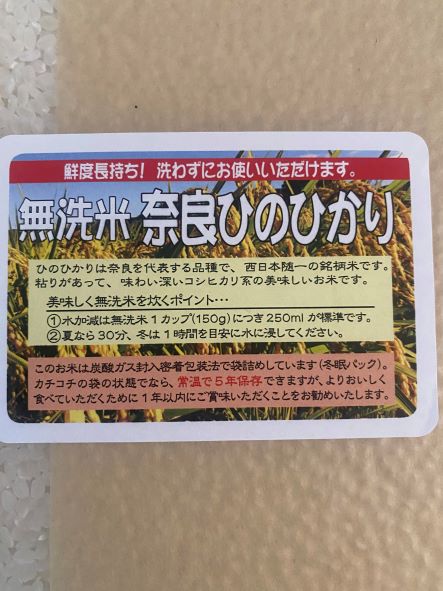 鮮度長持ち! 洗わずにお使いいただけます。
無洗米 奈良ひのひかり
ひのひかりは奈良を代表する品種で、西日本随一の銘柄米です。
粘りがあって、味わい深いコシヒカリ系の美味しいお米です。
美味しく無洗米を炊くポイント…
①水加減は無洗米1カップ(150g)につき250mlが標準です。
②夏なら30分、冬は1時間を目安に水に浸してください。
このお米は炭酸ガス封入密着包装法で袋詰めしています(冬眠パック)。
カチコチの袋の状態でなら、常温で5年保存できますが、よりおいしく
食べていただくために1年以内にご賞味いただくことをお勧めいたします。